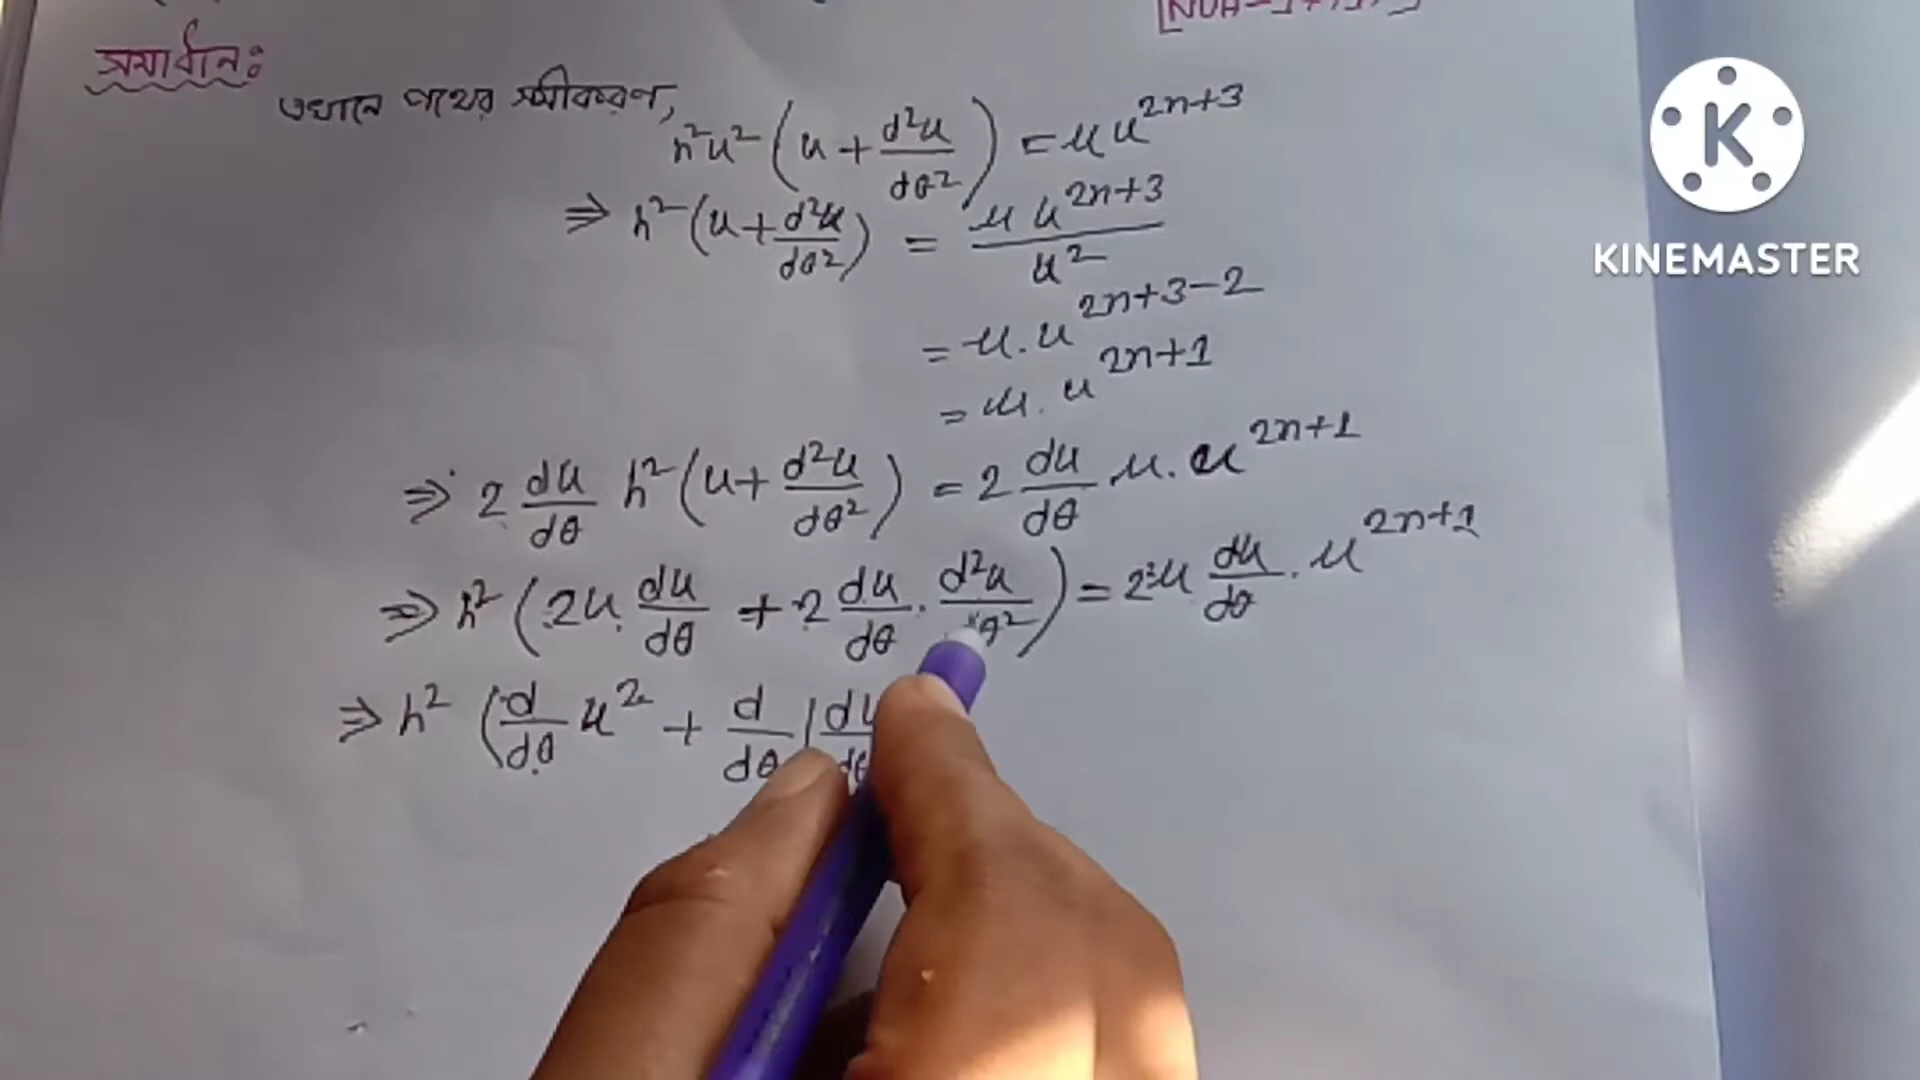 সমাধান:
এখানে পথের সমীকরণ,
h²u²(u + d²u/dθ²) = μu^{2n+3}
⇒ h²(u + d²u/dθ²) = μu^{2n+3}/u²
= μ.u^{2n+3-2}
= μ.u^{2n+1}
⇒ 2 du/dθ h²(u + d²u/dθ²) = 2 du/dθ μ.u^{2n+1}
⇒ h²(2u.du/dθ + 2 du/dθ . d²u/dθ²) = 2μ du/dθ . u^{2n+1}
⇒ h²(d/dθ u² + d/dθ (du/dθ
KINEMASTER